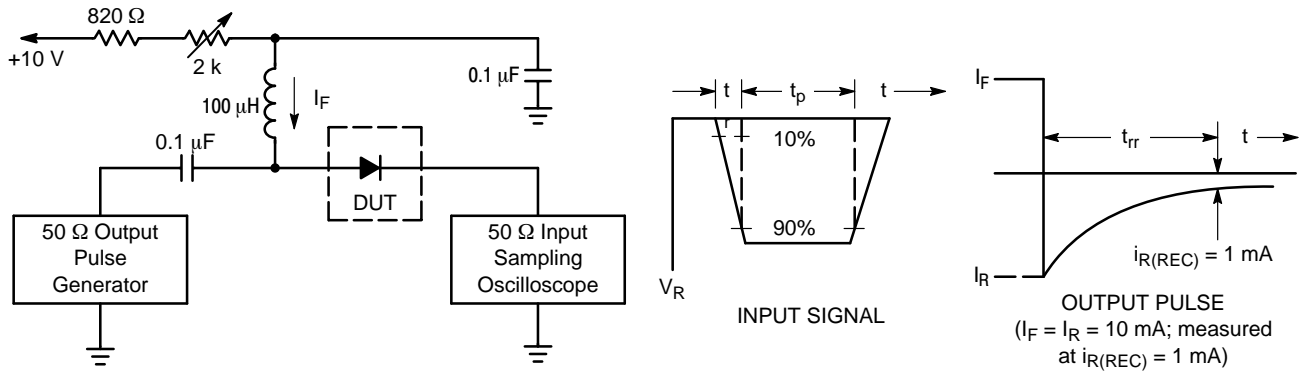 820 Ω
+10 V
2 k
100 μH
I_F
0.1 μF
0.1 μF
DUT
50 Ω Output
Pulse
Generator
50 Ω Input
Sampling
Oscilloscope
t
t_p
t
r
10%
90%
V_R
INPUT SIGNAL
I_F
t_rr
t
i_R(REC) = 1 mA
I_R
OUTPUT PULSE
(I_F = I_R = 10 mA; measured
at i_R(REC) = 1 mA)